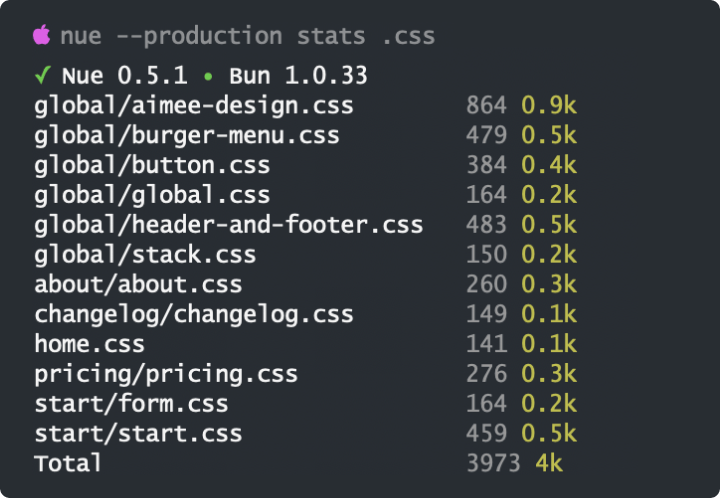 nue --production stats .css
✓ Nue 0.5.1 • Bun 1.0.33
global/aimee-design.css 864 0.9k
global/burger-menu.css 479 0.5k
global/button.css 384 0.4k
global/global.css 164 0.2k
global/header-and-footer.css 483 0.5k
global/stack.css 150 0.2k
about/about.css 260 0.3k
changelog/changelog.css 149 0.1k
home.css 141 0.1k
pricing/pricing.css 276 0.3k
start/form.css 164 0.2k
start/start.css 459 0.5k
Total 3973 4k